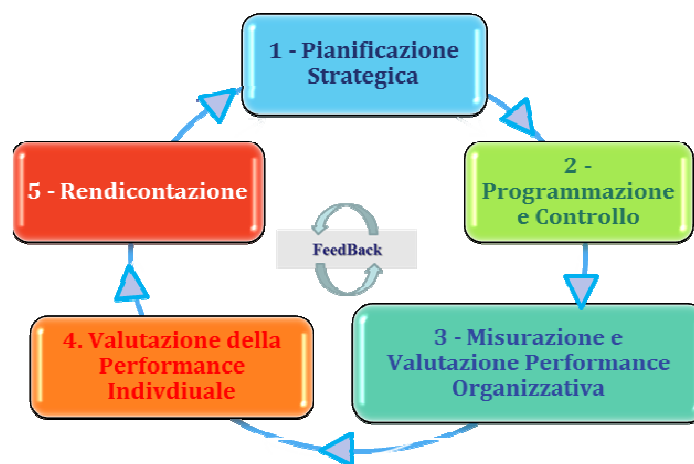 1 - Pianificazione
Strategica
2 -
Programmazione
e Controllo
3 - Misurazione e
Valutazione Performance
Organizzativa
4. Valutazione della
Performance
Indivdiuale
5 - Rendicontazione
FeedBack